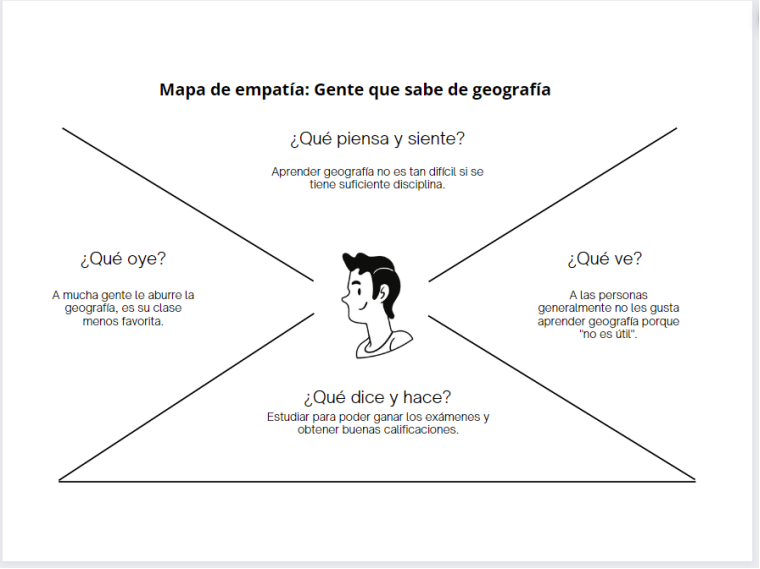 Mapa de empatía: Gente que sabe de geografía
¿Qué piensa y siente?
Aprender geografía no es tan difícil si se
tiene suficiente disciplina.
¿Qué oye?
A mucha gente le aburre la
geografía, es su clase
menos favorita.
¿Qué ve?
A las personas
generalmente no les gusta
aprender geografía porque
"no es útil".
¿Qué dice y hace?
Estudiar para poder ganar los exámenes y
obtener buenas calificaciones.